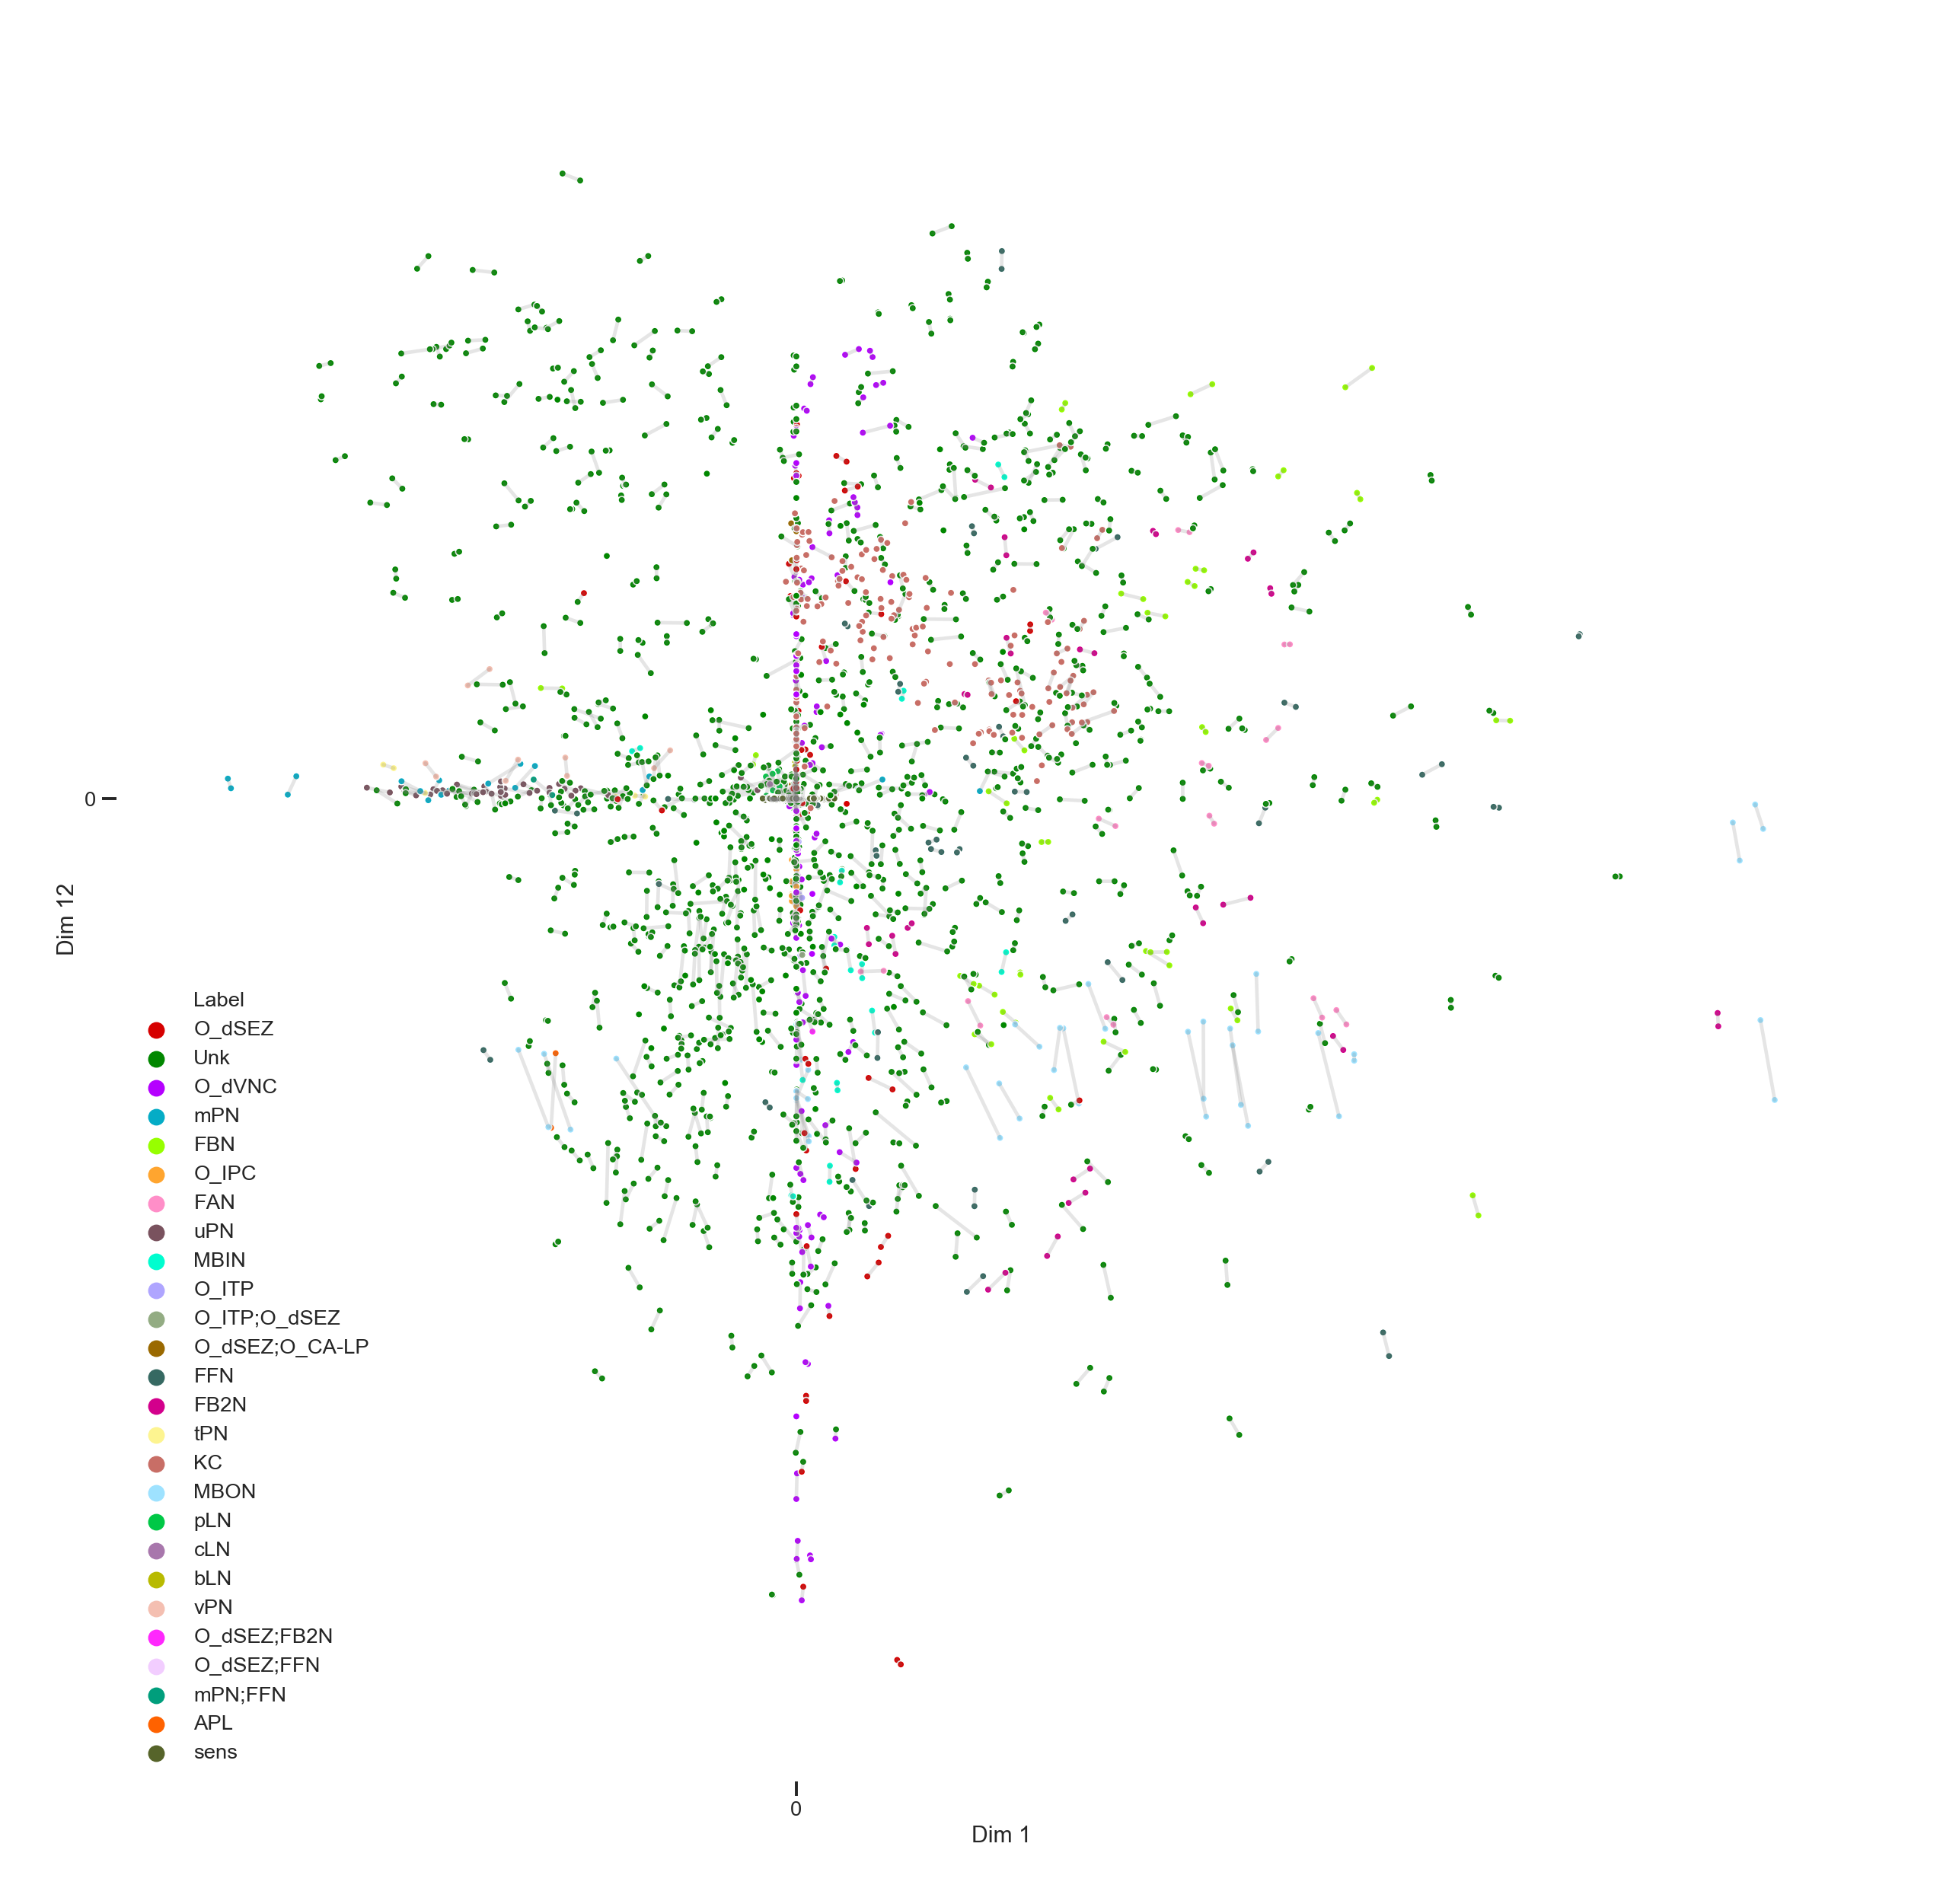 0
Dim 12
Label
O_dSEZ
Unk
O_dVNC
mPN
FBN
O_IPC
FAN
uPN
MBIN
O_ITP
O_ITP;O_dSEZ
O_dSEZ;O_CA-LP
FFN
FB2N
tPN
KC
MBON
pLN
cLN
bLN
vPN
O_dSEZ;FB2N
O_dSEZ;FFN
mPN;FFN
APL
sens
0
Dim 1